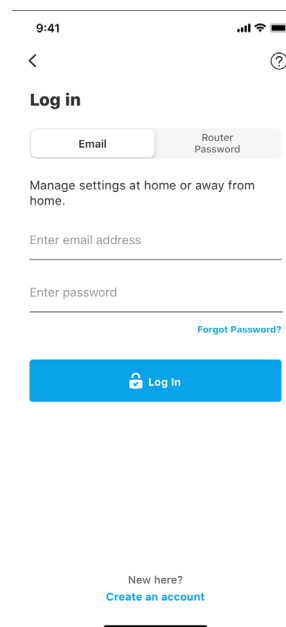 9:41
Log in
Email
Router
Password
Manage settings at home or away from
home.
Enter email address
Enter password
Forgot Password?
Log In
New here?
Create an account